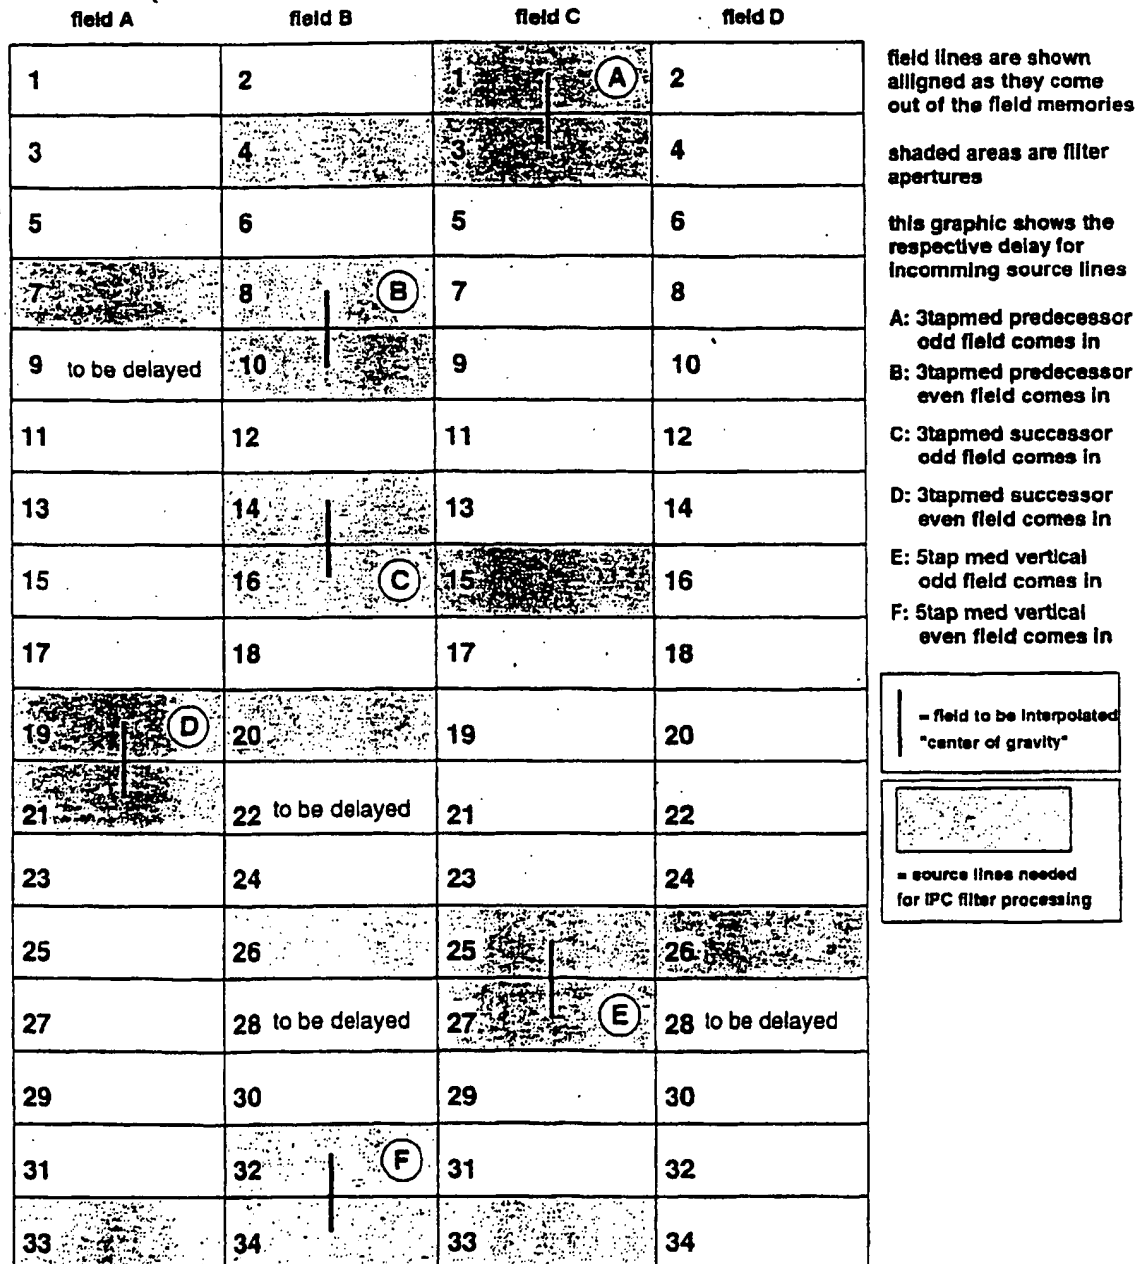 field A field B field C field D
1 2 1 A 2
3 4 3 4
5 6 5 6
7 8 B 7 8
9 to be delayed 10 9 10
11 12 11 12
13 14 13 14
15 16 C 15 16
17 18 17 18
19 D 20 19 20
21 22 to be delayed 21 22
23 24 23 24
25 26 25 26
27 28 to be delayed 27 E 28 to be delayed
29 30 29 30
31 32 F 31 32
33 34 33 34
field lines are shown
alligned as they come
out of the field memories
shaded areas are filter
apertures
this graphic shows the
respective delay for
incomming source lines
A: 3tapmed predecessor
odd field comes in
B: 3tapmed predecessor
even field comes in
C: 3tapmed successor
odd field comes in
D: 3tapmed successor
even field comes in
E: 5tap med vertical
odd field comes in
F: 5tap med vertical
even field comes in
= field to be interpolated
"center of gravity"
= source lines needed
for IPC filter processing